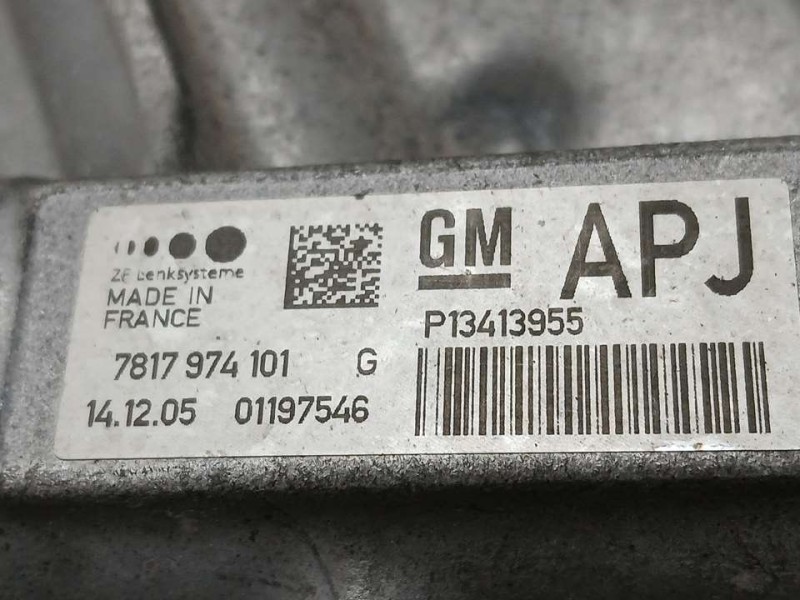 ZF Lenksysteme
MADE IN
FRANCE
7817 974 101 G
14.12.05 01197546
GM APJ
P13413955